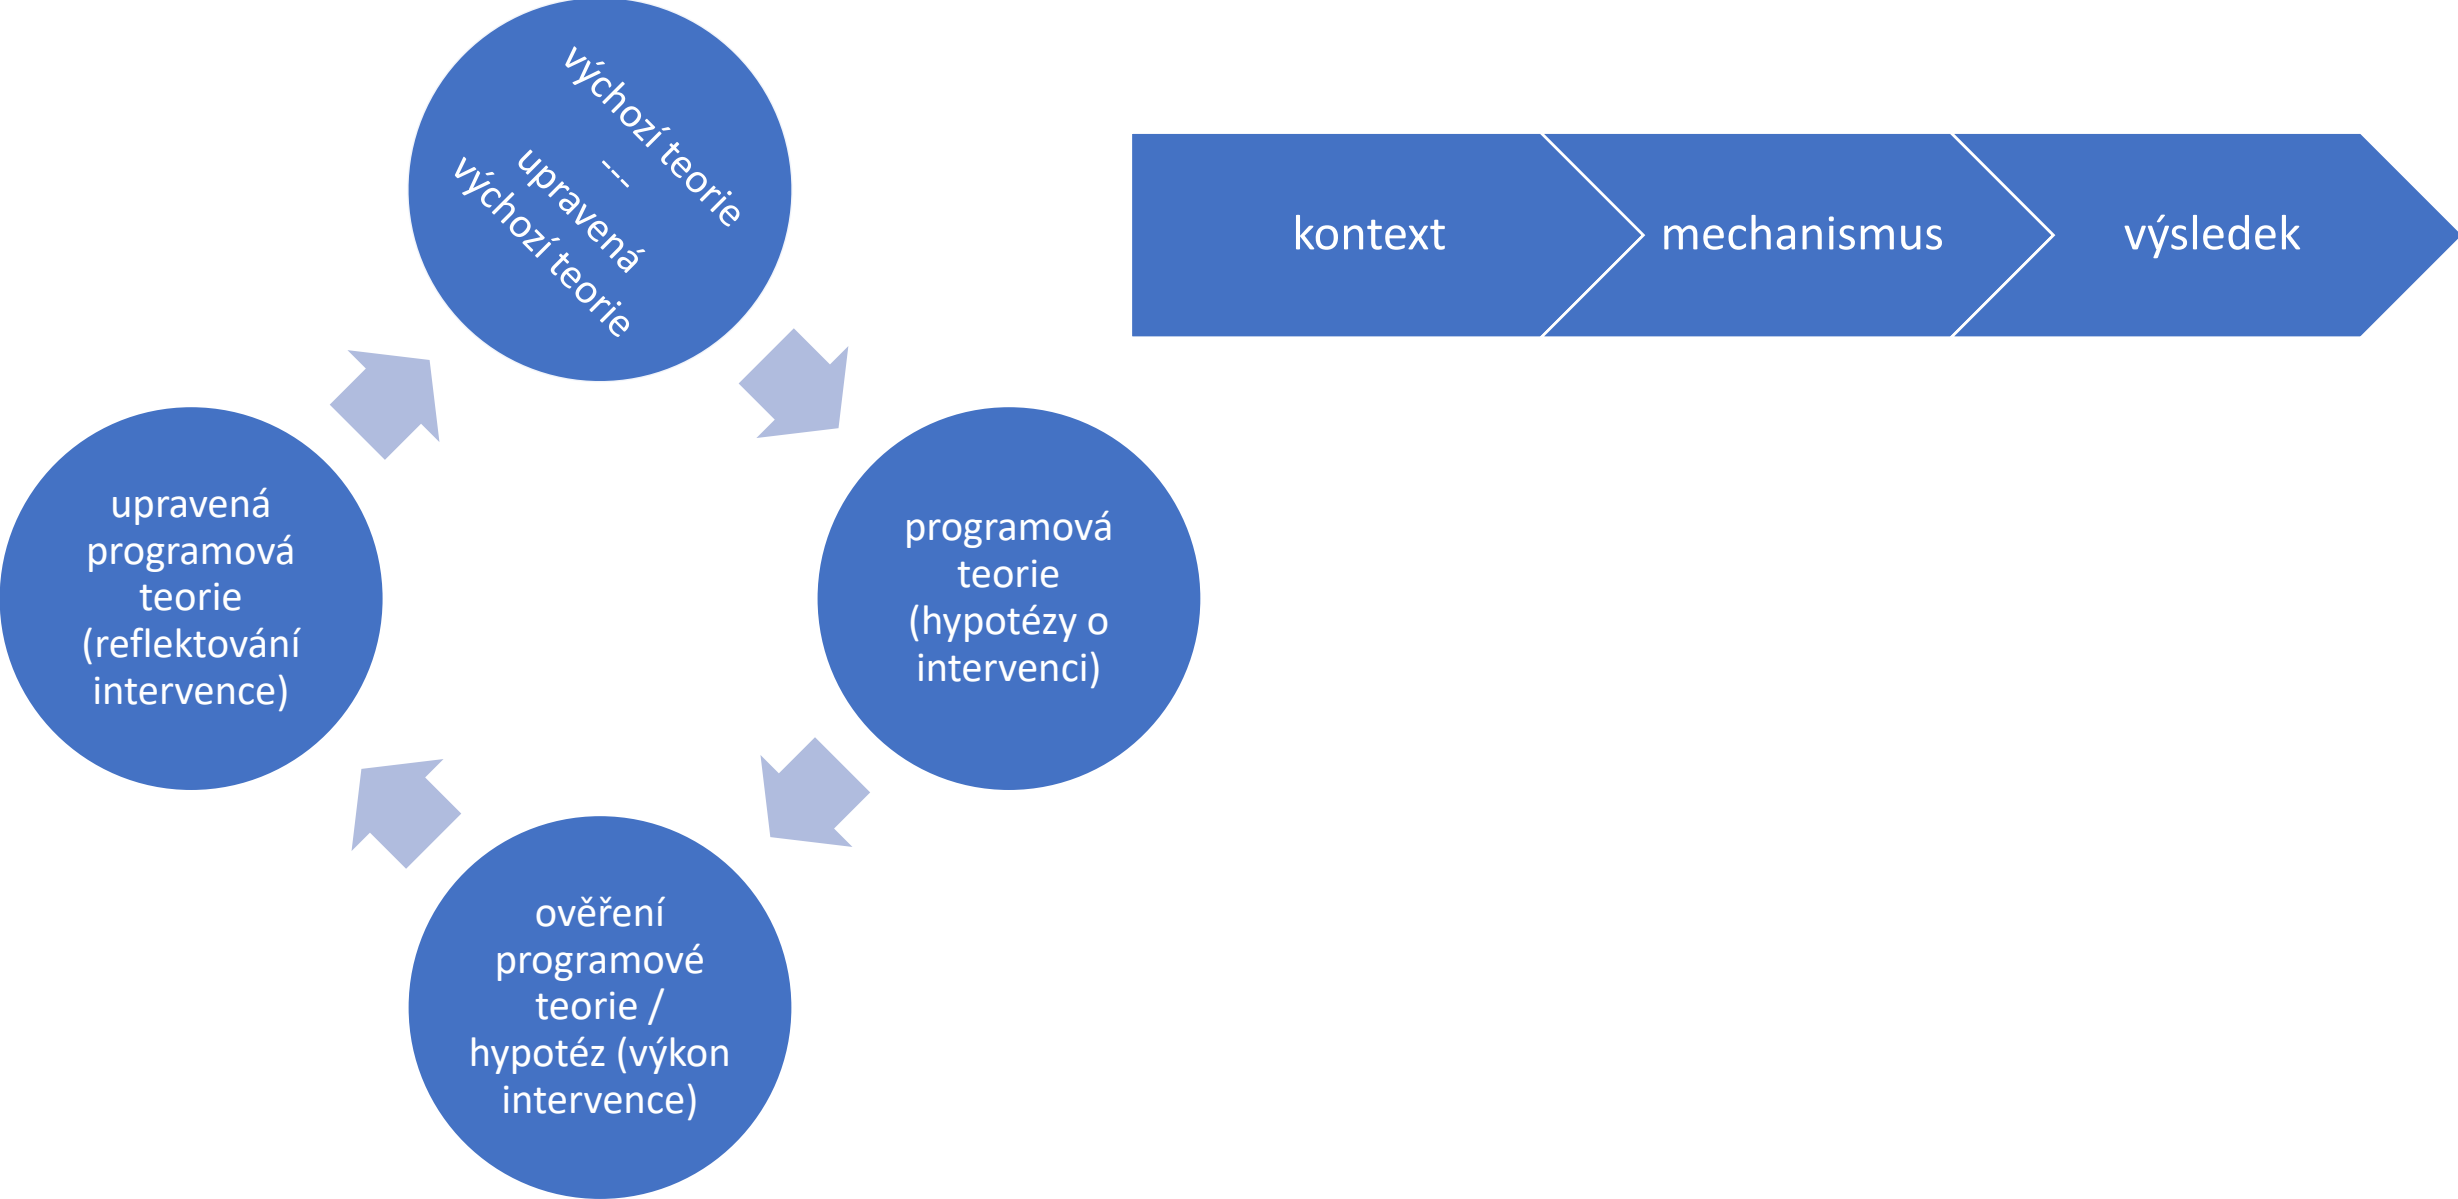 výchozí teorie
---
upravená
výchozí teorie
kontext
mechanismus
výsledek
programová
teorie
(hypotézy o
intervenci)
ověření
programové
teorie /
hypotéz (výkon
intervence)
upravená
programová
teorie
(reflektování
intervence)